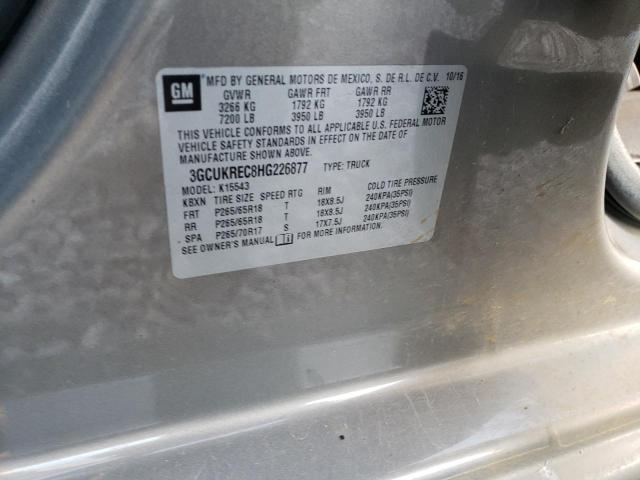 GM
MFD BY GENERAL MOTORS DE MEXICO, S. DE R.L. DE C.V. 10/16
GVWR GAWR FRT GAWR RR
3266 KG 1792 KG 1792 KG
7200 LB 3950 LB 3950 LB
THIS VEHICLE CONFORMS TO ALL APPLICABLE U.S. FEDERAL MOTOR
VEHICLE SAFETY STANDARDS IN EFFECT ON THE DATE OF
MANUFACTURE SHOWN ABOVE.
3GCUKREC8HG226877 TYPE: TRUCK
MODEL: K15543
KBXN TIRE SIZE SPEED RTG RIM COLD TIRE PRESSURE
FRT P265/65R18 T 18X8.5J 240KPA(35PSI)
RR P265/65R18 T 18X8.5J 240KPA(35PSI)
SPA P265/70R17 S 17X7.5J 240KPA(35PSI)
SEE OWNER'S MANUAL FOR ADDITIONAL INFORMATION.